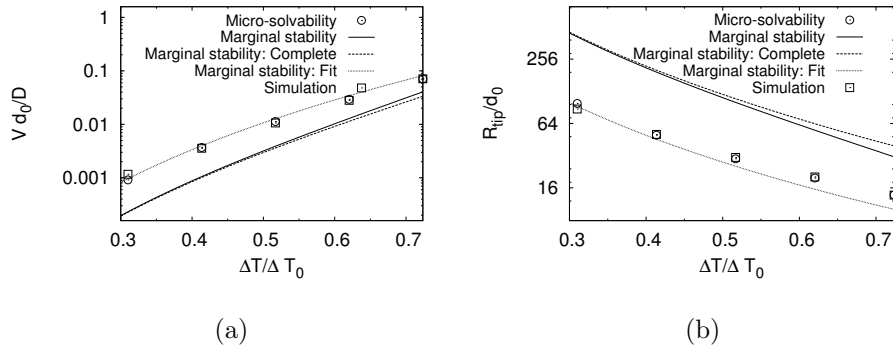 1
0.1
0.01
0.001
V d0/D
Micro-solvability
Marginal stability
Marginal stability: Complete
Marginal stability: Fit
Simulation
0.3 0.4 0.5 0.6 0.7
ΔT/Δ T0
(a)
256
64
16
Rtip/d0
Micro-solvability
Marginal stability
Marginal stability: Complete
Marginal stability: Fit
Simulation
0.3 0.4 0.5 0.6 0.7
ΔT/Δ T0
(b)